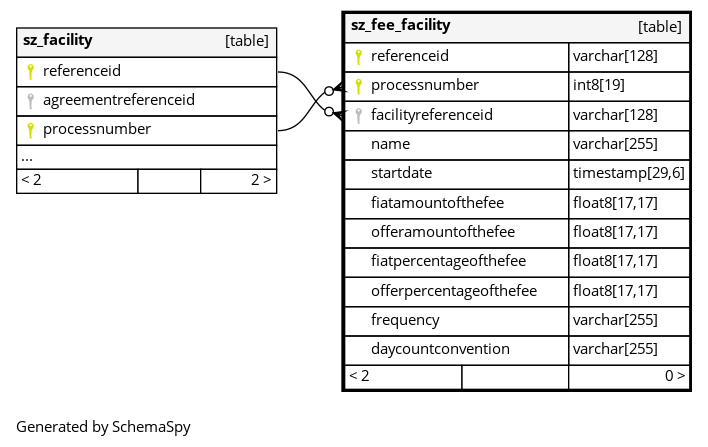 sz_facility [table]
referenceid
agreementreferenceid
processnumber
...
< 2 2 >
sz_fee_facility [table]
referenceid varchar[128]
processnumber int8[19]
facilityreferenceid varchar[128]
name varchar[255]
startdate timestamp[29,6]
fiatamountofthefee float8[17,17]
offeramountofthefee float8[17,17]
fiatpercentageofthefee float8[17,17]
offerpercentageofthefee float8[17,17]
frequency varchar[255]
daycountconvention varchar[255]
< 2 0 >
Generated by SchemaSpy